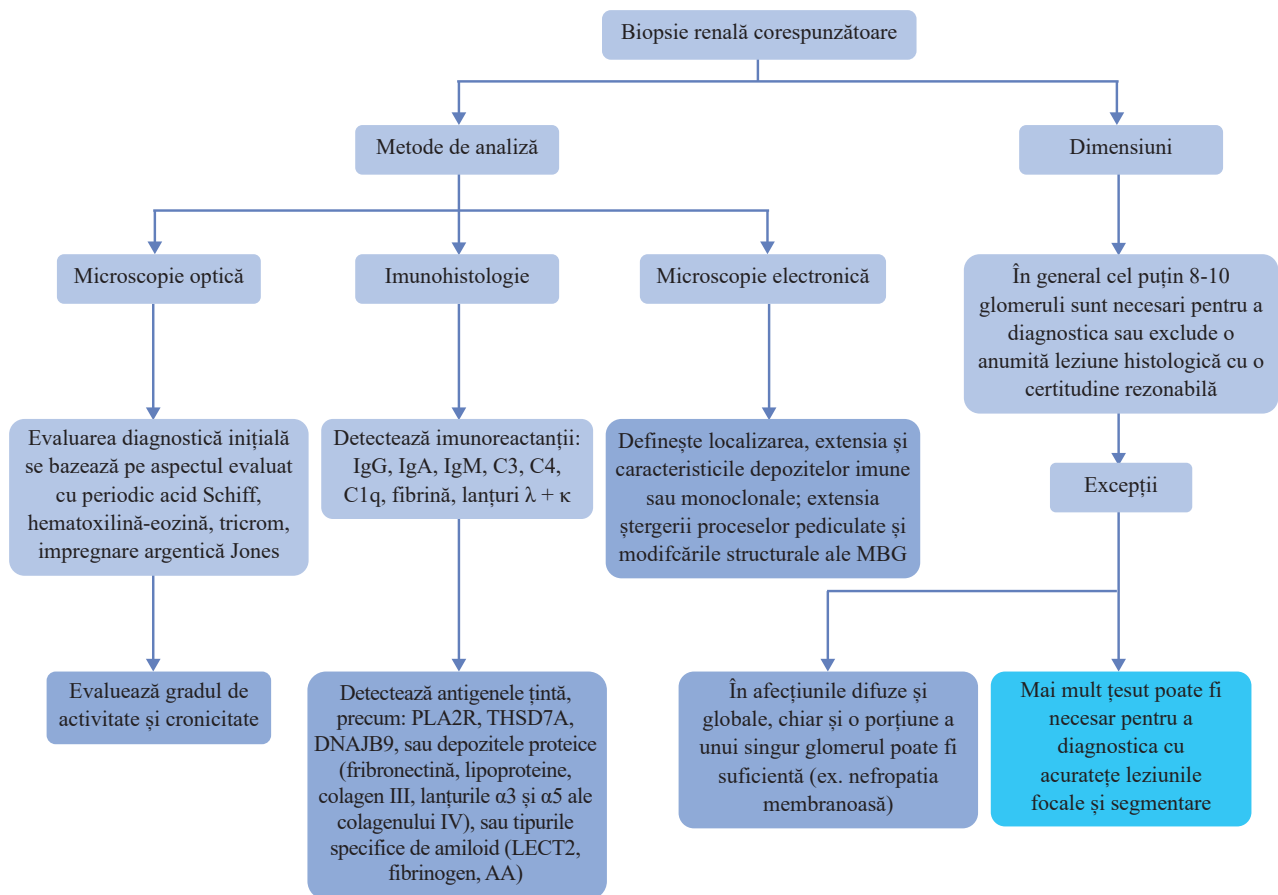 Biopsie renală corespunzătoare
Metode de analiză
Dimensiuni
Microscopie optică
Imunohistologie
Microscopie electronică
În general cel puțin 8-10
glomeruli sunt necesari pentru a
diagnostica sau exclude o
anumită leziune histologică cu o
certitudine rezonabilă
Evaluarea diagnostică inițială
se bazează pe aspectul evaluat
cu periodic acid Schiff,
hematoxilină-eozină, tricrom,
impregnare argentică Jones
Detectează imunoreactanții:
IgG, IgA, IgM, C3, C4,
C1q, fibrină, lanțuri λ + κ
Definește localizarea, extensia și
caracteristicile depozitelor imune
sau monoclonale; extensia
ștergerii proceselor pediculate și
modifcările structurale ale MBG
Excepții
Evaluează gradul de
activitate și cronicitate
Detectează antigenele țintă,
precum: PLA2R, THSD7A,
DNAJB9, sau depozitele proteice
(fribronectină, lipoproteine,
colagen III, lanțurile α3 și α5 ale
colagenului IV), sau tipurile
specifice de amiloid (LECT2,
fibrinogen, AA)
În afecțiunile difuze și
globale, chiar și o porțiune a
unui singur glomerul poate fi
suficientă (ex. nefropatia
membranoasă)
Mai mult țesut poate fi
necesar pentru a
diagnostica cu
acuratețe leziunile
focale și segmentare